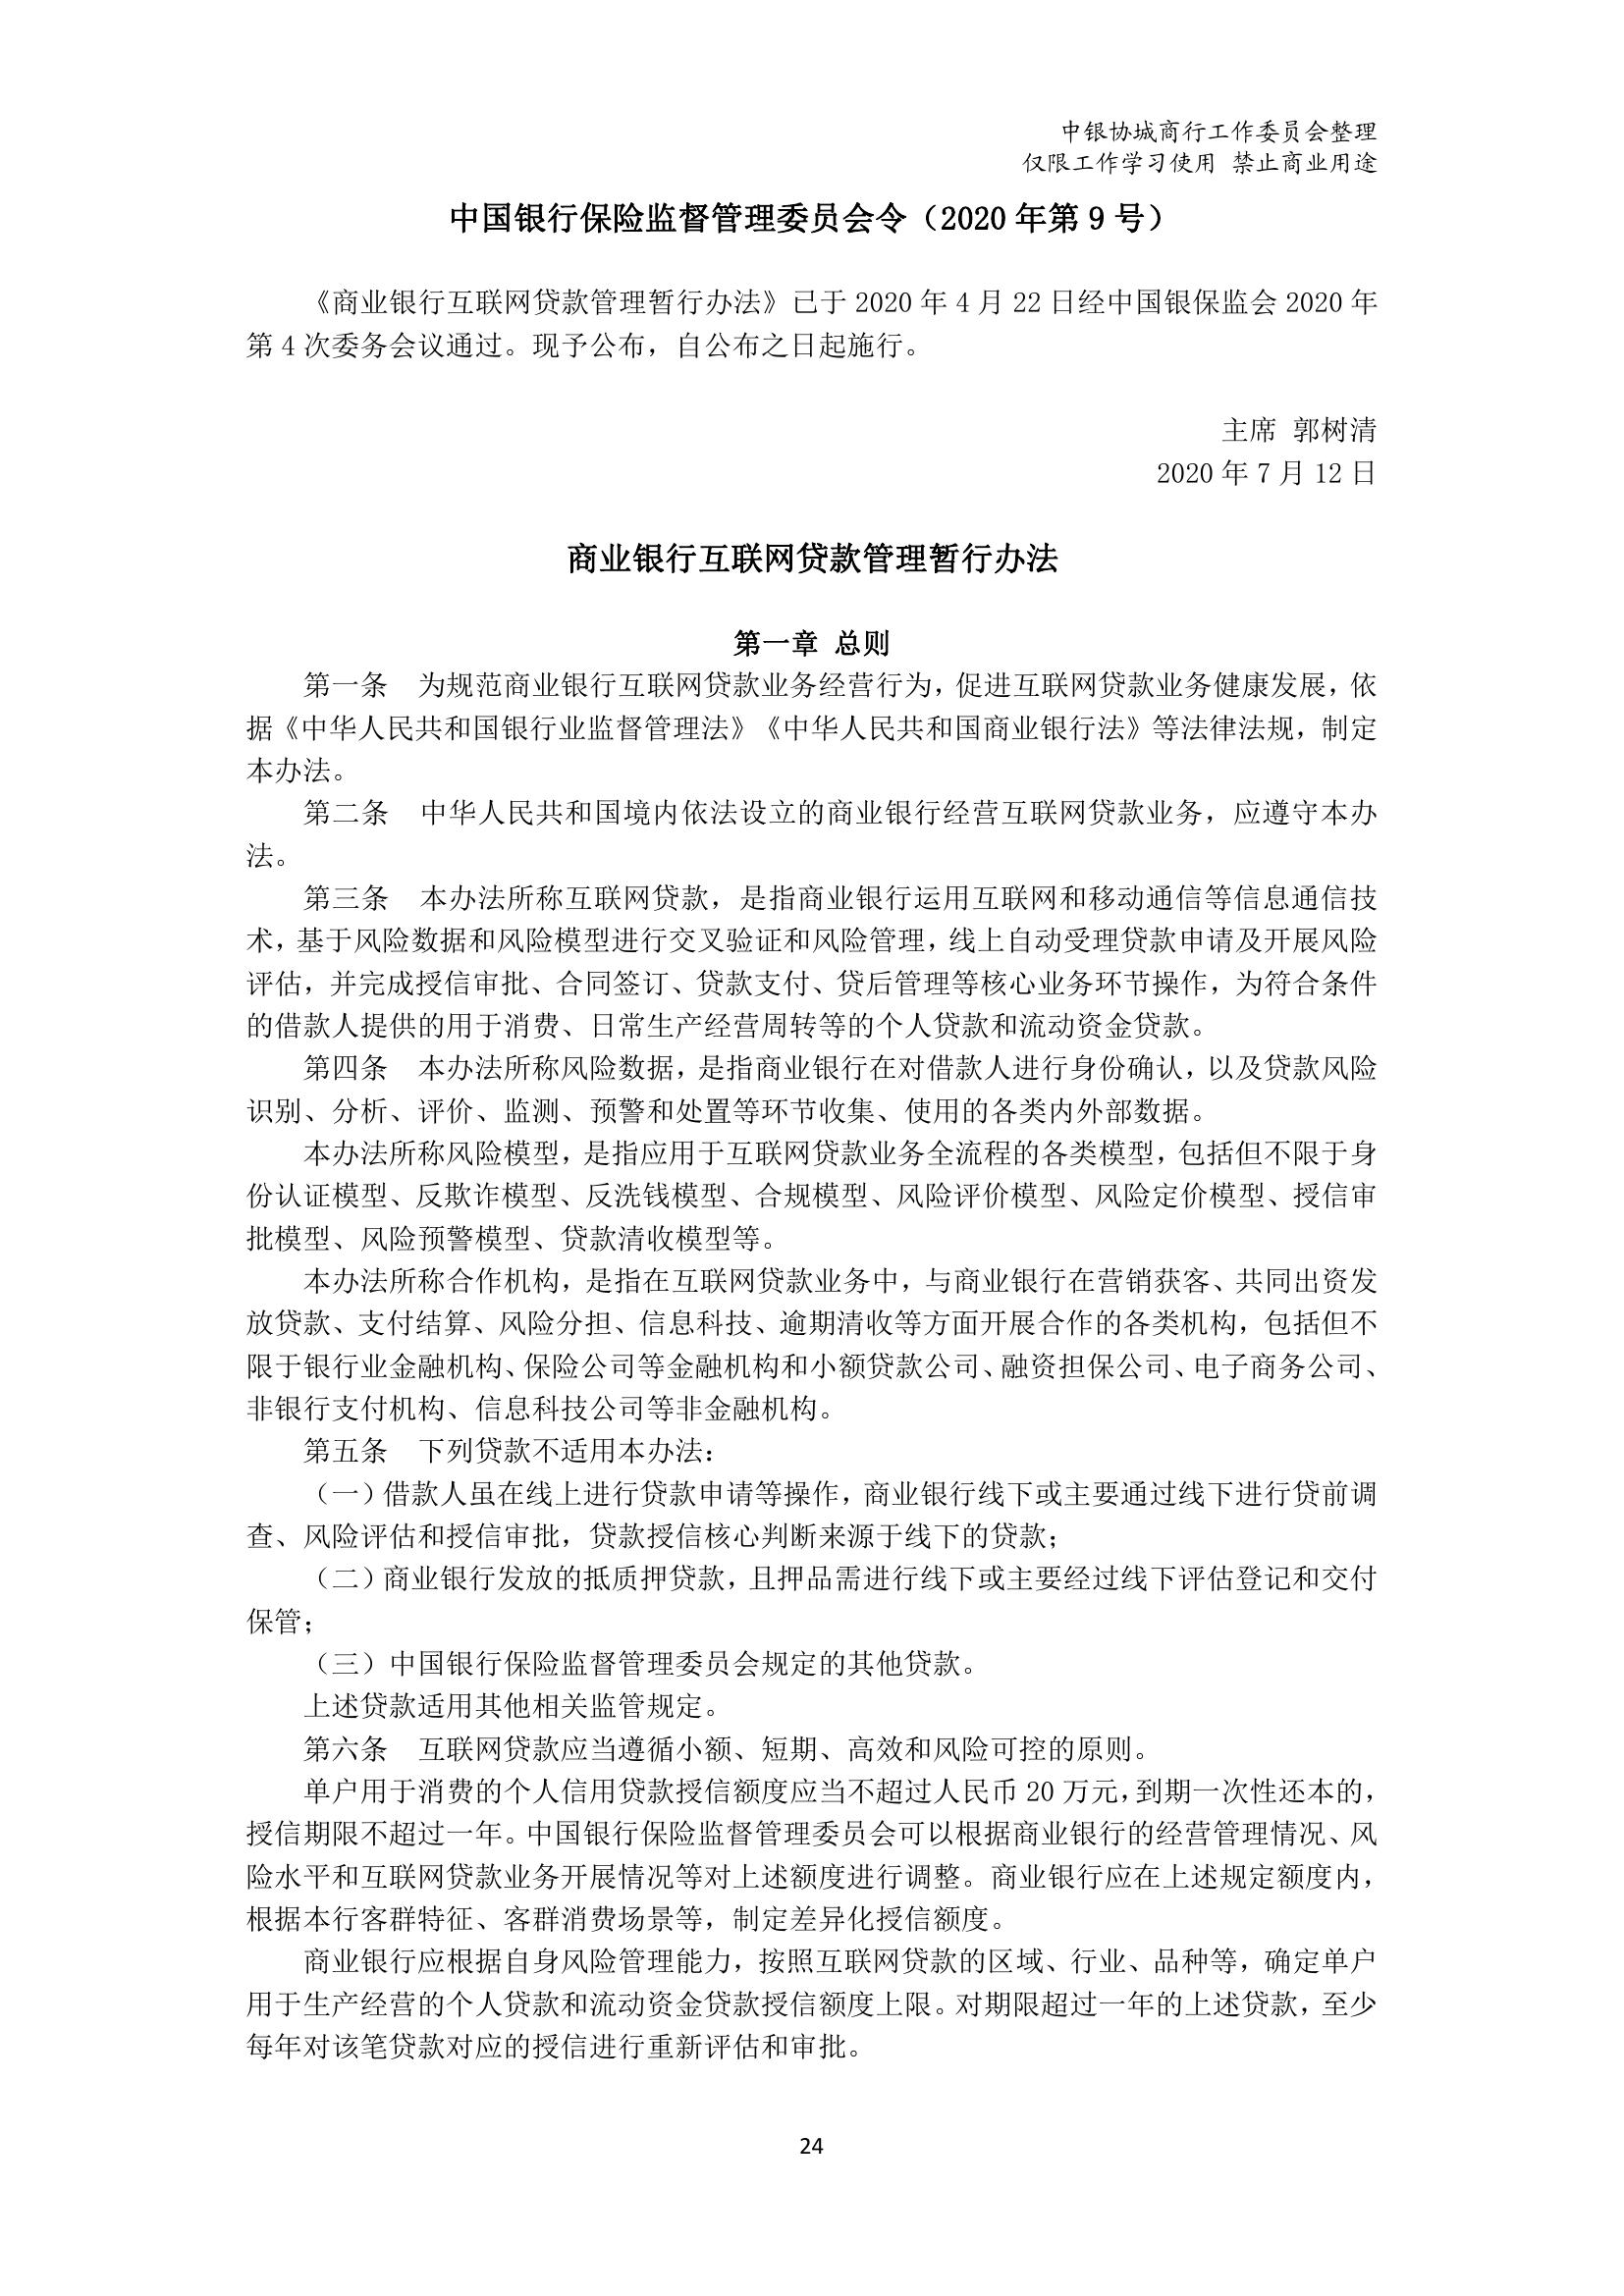 中银协城商行工作委员会整理
仅限工作学习使用 禁止商业用途
中国银行保险监督管理委员会令（2020 年第 9 号）
《商业银行互联网贷款管理暂行办法》已于 2020 年 4 月 22 日经中国银保监会 2020 年
第 4 次委务会议通过。现予公布，自公布之日起施行。
主席 郭树清
2020 年 7 月 12 日
商业银行互联网贷款管理暂行办法
第一章 总则
第一条　为规范商业银行互联网贷款业务经营行为，促进互联网贷款业务健康发展，依
据《中华人民共和国银行业监督管理法》《中华人民共和国商业银行法》等法律法规，制定
本办法。
第二条　中华人民共和国境内依法设立的商业银行经营互联网贷款业务，应遵守本办
法。
第三条　本办法所称互联网贷款，是指商业银行运用互联网和移动通信等信息通信技
术，基于风险数据和风险模型进行交叉验证和风险管理，线上自动受理贷款申请及开展风险
评估，并完成授信审批、合同签订、贷款支付、贷后管理等核心业务环节操作，为符合条件
的借款人提供的用于消费、日常生产经营周转等的个人贷款和流动资金贷款。
第四条　本办法所称风险数据，是指商业银行在对借款人进行身份确认，以及贷款风险
识别、分析、评价、监测、预警和处置等环节收集、使用的各类内外部数据。
本办法所称风险模型，是指应用于互联网贷款业务全流程的各类模型，包括但不限于身
份认证模型、反欺诈模型、反洗钱模型、合规模型、风险评价模型、风险定价模型、授信审
批模型、风险预警模型、贷款清收模型等。
本办法所称合作机构，是指在互联网贷款业务中，与商业银行在营销获客、共同出资发
放贷款、支付结算、风险分担、信息科技、逾期清收等方面开展合作的各类机构，包括但不
限于银行业金融机构、保险公司等金融机构和小额贷款公司、融资担保公司、电子商务公司、
非银行支付机构、信息科技公司等非金融机构。
第五条　下列贷款不适用本办法：
（一）借款人虽在线上进行贷款申请等操作，商业银行线下或主要通过线下进行贷前调
查、风险评估和授信审批，贷款授信核心判断来源于线下的贷款；
（二）商业银行发放的抵质押贷款，且押品需进行线下或主要经过线下评估登记和交付
保管；
（三）中国银行保险监督管理委员会规定的其他贷款。
上述贷款适用其他相关监管规定。
第六条　互联网贷款应当遵循小额、短期、高效和风险可控的原则。
单户用于消费的个人信用贷款授信额度应当不超过人民币 20 万元，到期一次性还本的，
授信期限不超过一年。中国银行保险监督管理委员会可以根据商业银行的经营管理情况、风
险水平和互联网贷款业务开展情况等对上述额度进行调整。商业银行应在上述规定额度内，
根据本行客群特征、客群消费场景等，制定差异化授信额度。
商业银行应根据自身风险管理能力，按照互联网贷款的区域、行业、品种等，确定单户
用于生产经营的个人贷款和流动资金贷款授信额度上限。对期限超过一年的上述贷款，至少
每年对该笔贷款对应的授信进行重新评估和审批。
24